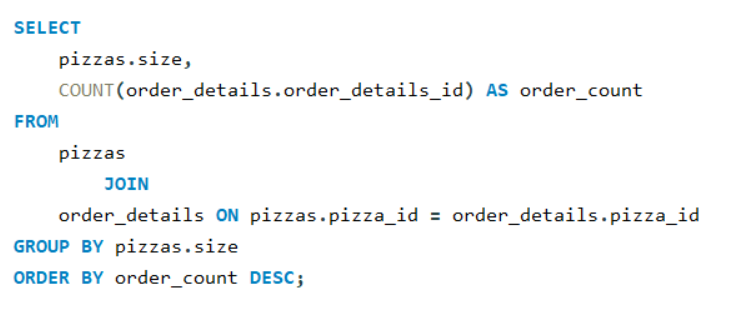 SELECT
pizzas.size,
COUNT(order_details.order_details_id) AS order_count
FROM
pizzas
JOIN
order_details ON pizzas.pizza_id = order_details.pizza_id
GROUP BY pizzas.size
ORDER BY order_count DESC;